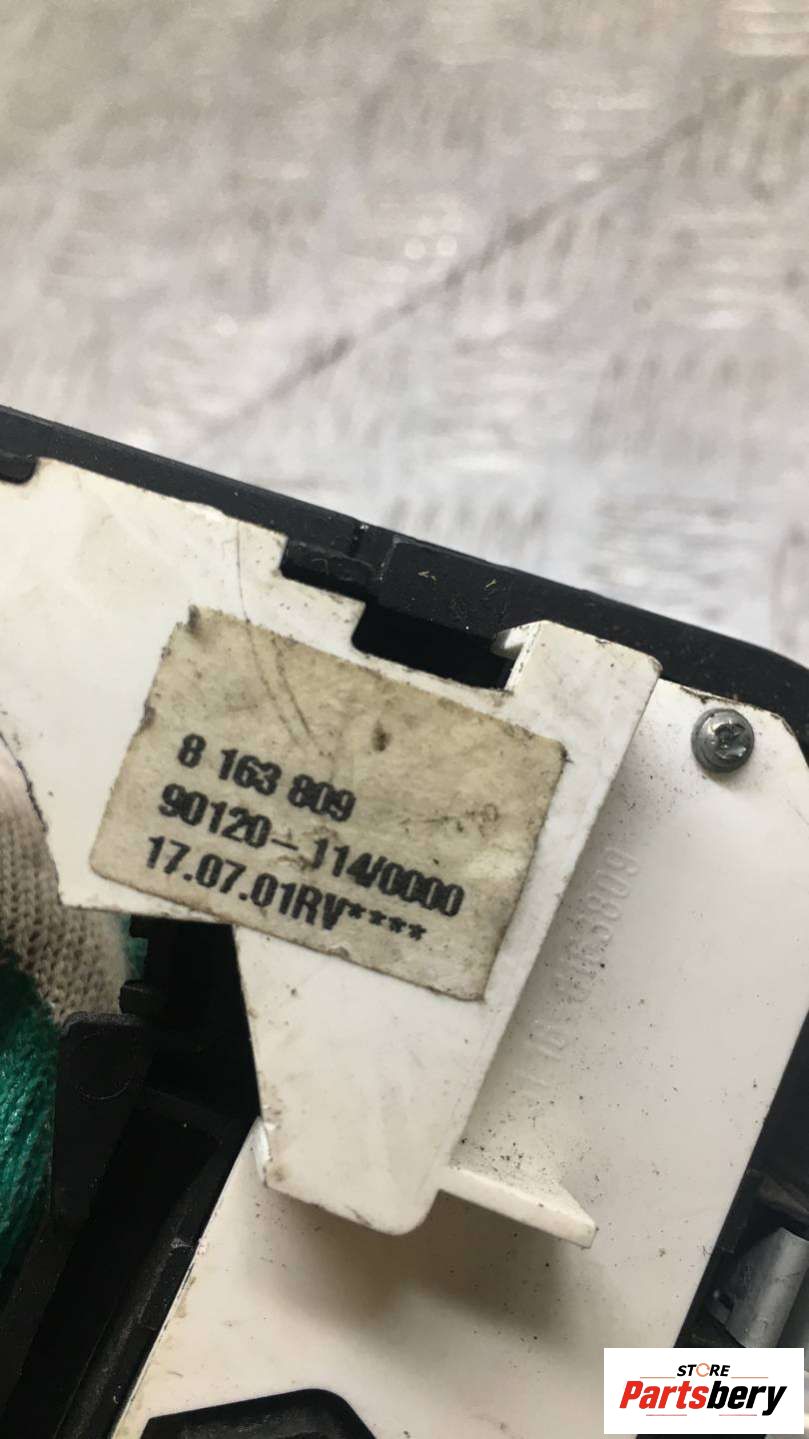 8 163 809
90120-114/0000
17.07.01RV****
STORE
Partsbery